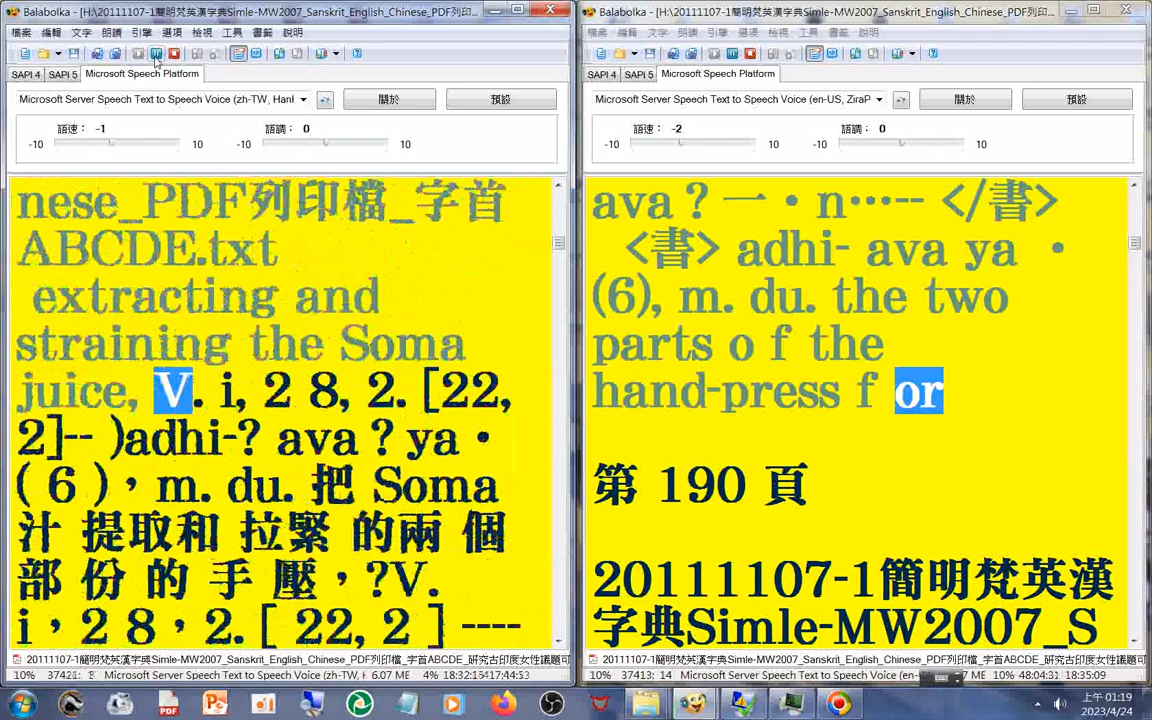 Balabolka - [H:\20111107-1簡明梵英漢字典Simle-MW2007_Sanskrit_English_Chinese_PDF列印...
檔案 編輯 文字 朗讀 引擎 選項 檢視 工具 書籤 說明
SAPI 4 SAPI 5 Microsoft Speech Platform
Microsoft Server Speech Text to Speech Voice (zh-TW, Hanl
關於 預設
語速: -1 語調: 0
-10 10 -10 10
nese_PDF列印檔_字首
ABCDE.txt
extracting and
straining the Soma
juice, V. i, 2 8, 2. [22,
2]-- )adhi-? ava ? ya •
( 6 ) , m. du. 把 Soma
汁 提取和 拉緊 的兩 個
部 份 的 手 壓，?V.
i，2 8，2. [ 22, 2 ] ----
20111107-1簡明梵英漢字典Simle-MW2007_Sanskrit_English_Chinese_PDF列印檔_字首ABCDE_研究古印度女性議題可
10% Microsoft Server Speech Text to Speech Voice (zh-TW, 6.07 MB 4% 18:32:15
Balabolka - [H:\20111107-1簡明梵英漢字典Simle-MW2007_Sanskrit_English_Chinese_PDF列印...
檔案 編輯 文字 朗讀 引擎 選項 檢視 工具 書籤 說明
SAPI 4 SAPI 5 Microsoft Speech Platform
Microsoft Server Speech Text to Speech Voice (en-US, ZiraP
關於 預設
語速: -2 語調: 0
-10 10 -10 10
ava ? 一 • n…-- </書>
<書> adhi- ava ya •
(6), m. du. the two
parts o f the
hand-press f or
第 190 頁
20111107-1簡明梵英漢
字典Simle-MW2007_S
20111107-1簡明梵英漢字典Simle-MW2007_Sanskrit_English_Chinese_PDF列印檔_字首ABCDE_研究古印度女性議題可
10% 37413: 14 Microsoft Server Speech Text to Speech Voice (en-U 10% 48:04:3 18:35:09
上午 01:19
2023/4/24